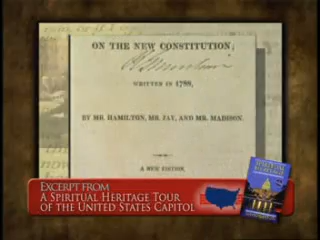 ON THE NEW CONSTITUTION;
WRITTEN IN 1788,
BY MR. HAMILTON, MR. JAY, AND MR. MADISON.
A NEW EDITION,
EXCERPT FROM
A SPIRITUAL HERITAGE TOUR
OF THE UNITED STATES CAPITOL